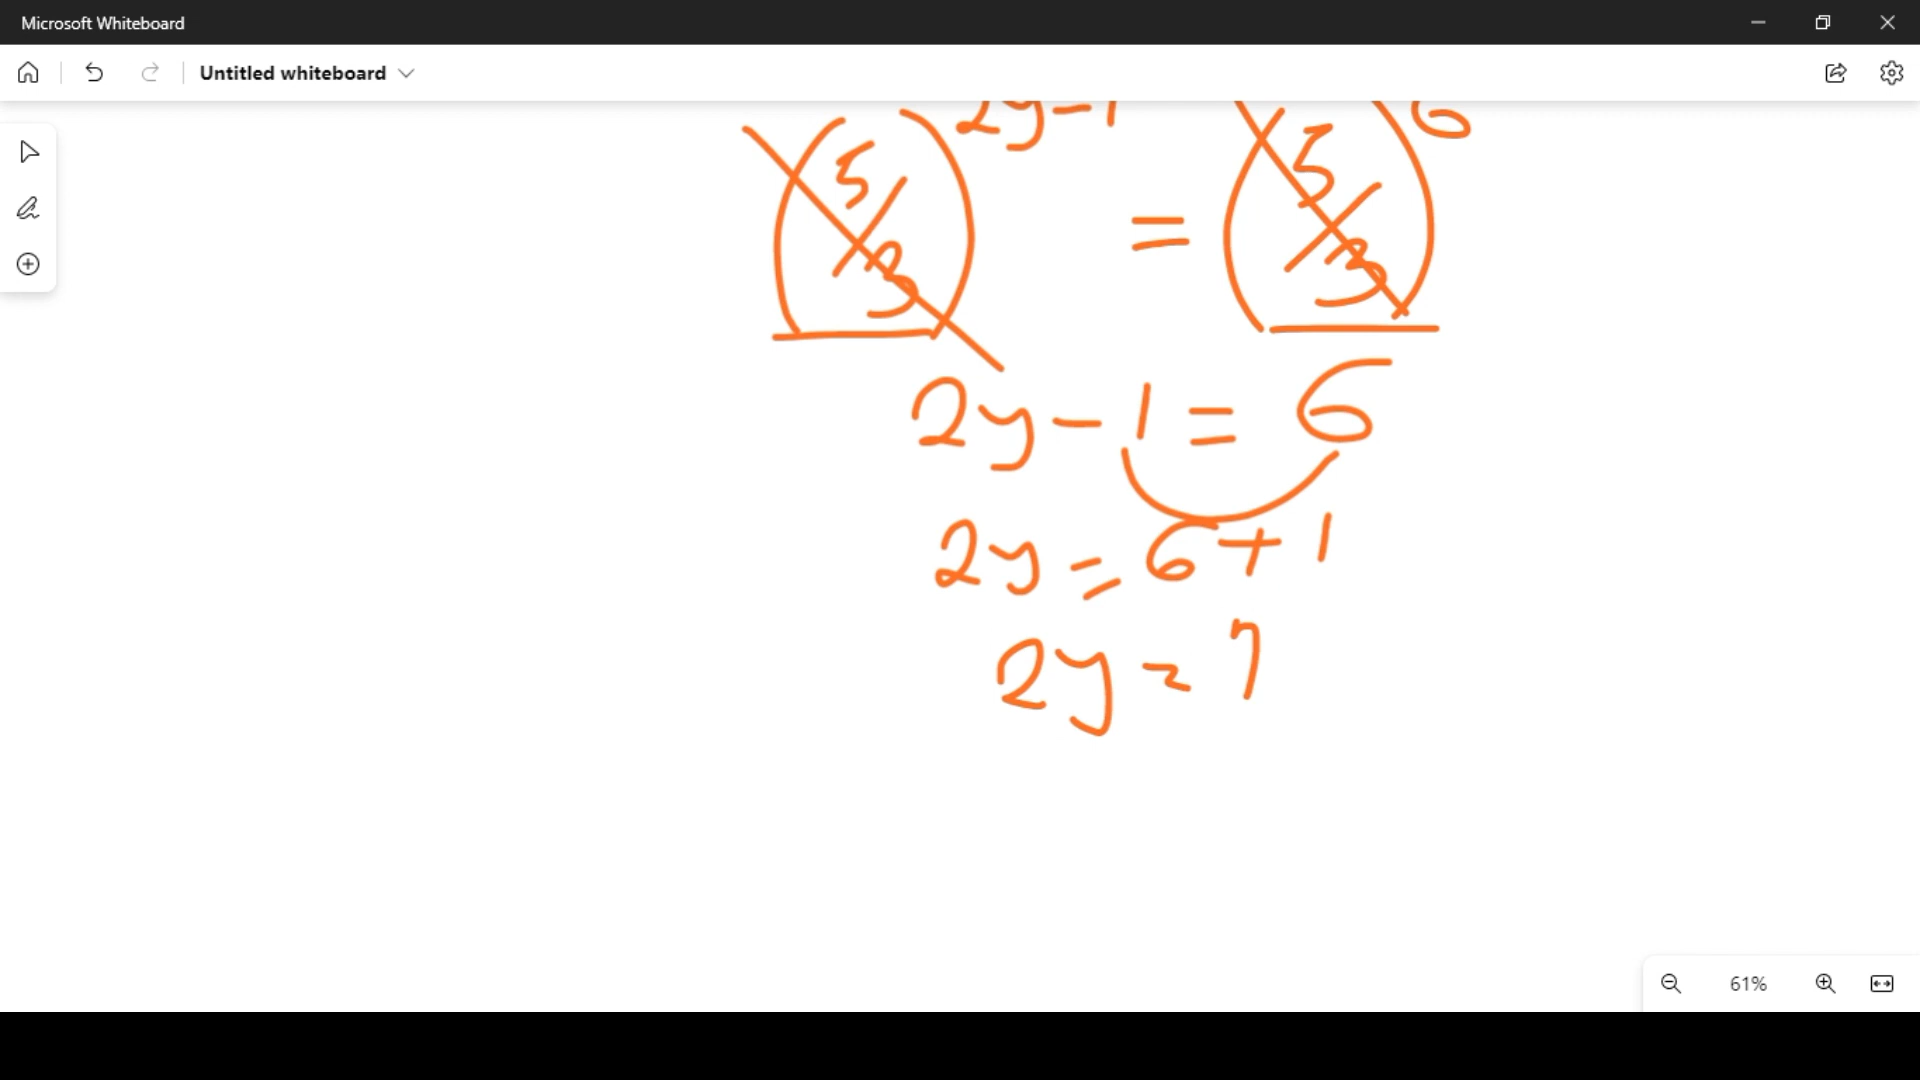 Microsoft Whiteboard
Untitled whiteboard
(5/3)^2y-1 = (5/3)^6
2y - 1 = 6
2y = 6 + 1
2y = 7
61%